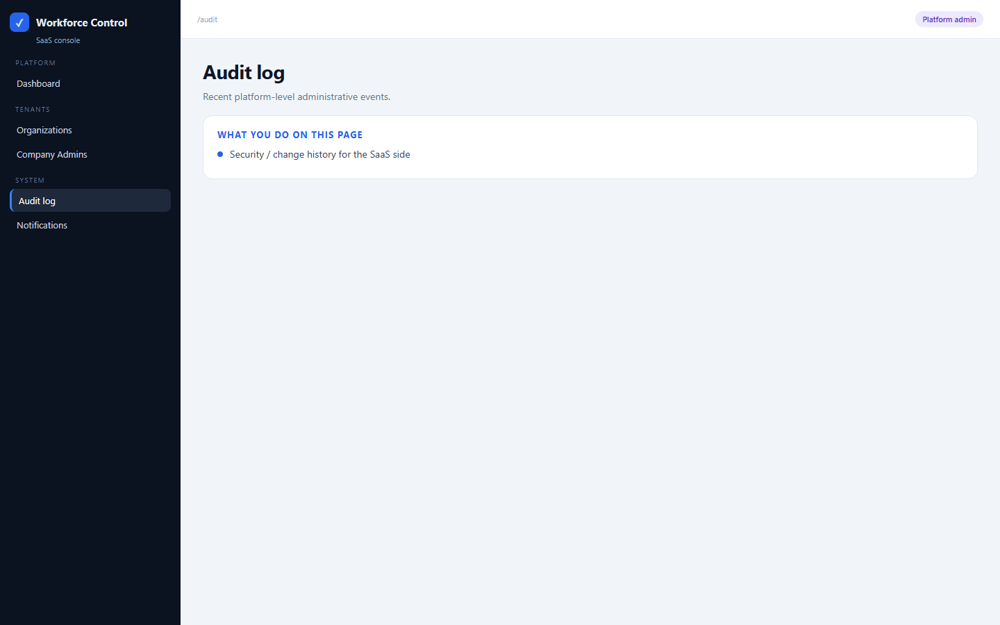 Workforce Control
SaaS console
PLATFORM
Dashboard
TENANTS
Organizations
Company Admins
SYSTEM
Audit log
Notifications
/audit
Platform admin
Audit log
Recent platform-level administrative events.
WHAT YOU DO ON THIS PAGE
Security / change history for the SaaS side